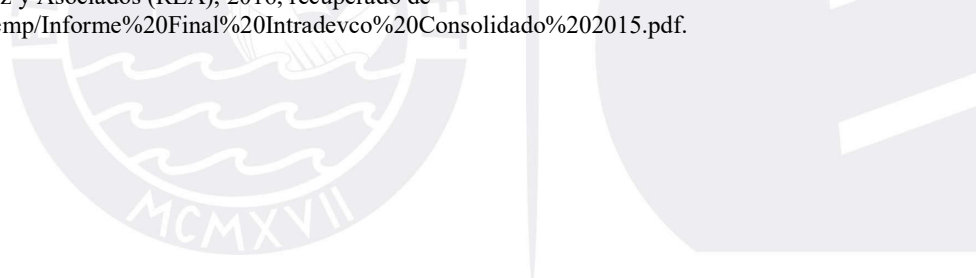 z y Asociados (REA), 2016, recuperado de
emp/Informe%20Final%20Intradevco%20Consolidado%202015.pdf.
MCMXVII